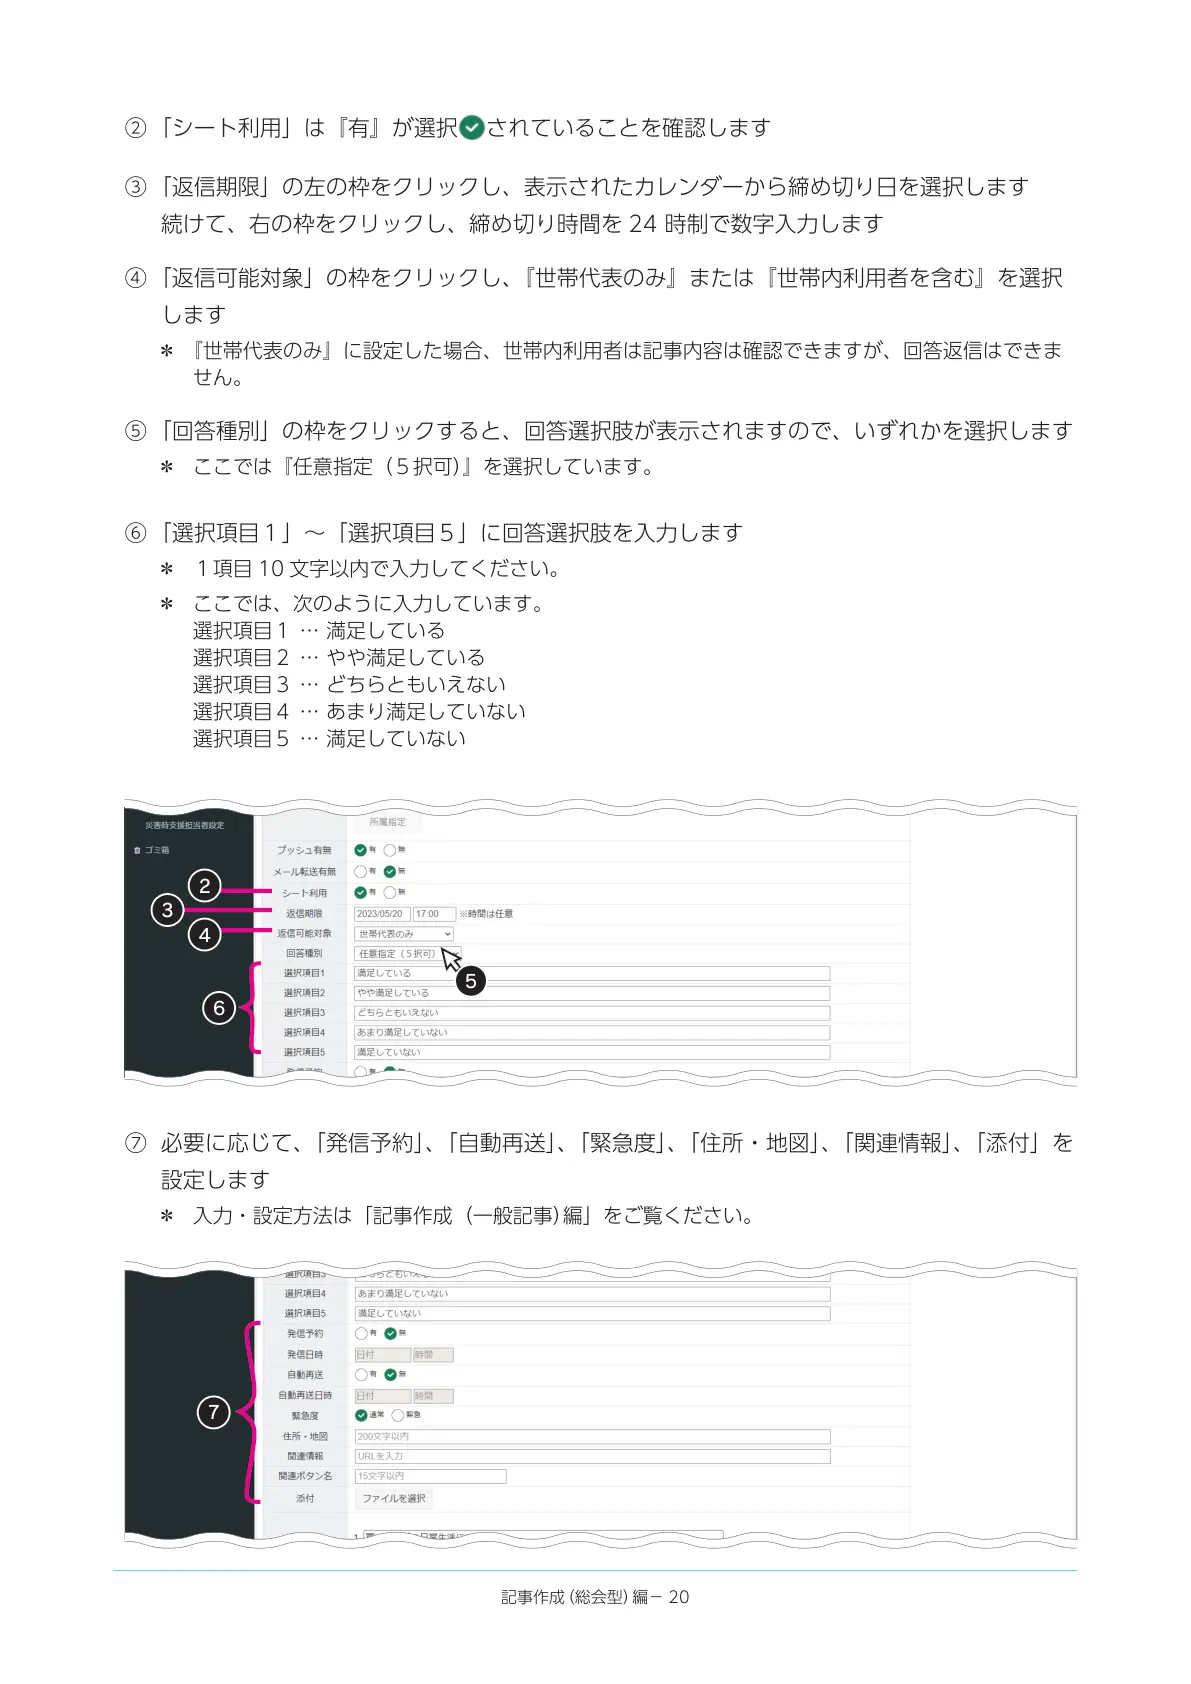 ② 「シート利用」は『有』が選択されていることを確認します
③ 「返信期限」の左の枠をクリックし、表示されたカレンダーから締め切り日を選択します
続けて、右の枠をクリックし、締め切り時間を 24 時制で数字入力します
④ 「返信可能対象」の枠をクリックし、『世帯代表のみ』または『世帯内利用者を含む』を選択
します
＊ 『世帯代表のみ』に設定した場合、世帯内利用者は記事内容は確認できますが、回答返信はできま
せん。
⑤ 「回答種別」の枠をクリックすると、回答選択肢が表示されますので、いずれかを選択します
＊ ここでは『任意指定（５択可）』を選択しています。
⑥ 「選択項目１」～「選択項目５」に回答選択肢を入力します
＊ １項目 10 文字以内で入力してください。
＊ ここでは、次のように入力しています。
選択項目１ … 満足している
選択項目２ … やや満足している
選択項目３ … どちらともいえない
選択項目４ … あまり満足していない
選択項目５ … 満足していない
災害時支援担当者設定
所属指定
ゴミ箱
プッシュ有無 有 無
メール転送有無 有 無
② シート利用 有 無
③ 返信期限 2023/05/20 17:00 ※時間は任意
④ 返信可能対象 世帯代表のみ
回答種別 任意指定（５択可）
⑤
選択項目1 満足している
選択項目2 やや満足している
⑥
選択項目3 どちらともいえない
選択項目4 あまり満足していない
選択項目5 満足していない
⑦ 必要に応じて、「発信予約」、「自動再送」、「緊急度」、「住所・地図」、「関連情報」、「添付」を
設定します
＊ 入力・設定方法は「記事作成（一般記事）編」をご覧ください。
選択項目3
選択項目4 あまり満足していない
選択項目5 満足していない
発信予約 有 無
発信日時 日付 時間
自動再送 有 無
自動再送日時 日付 時間
⑦
緊急度 通常 緊急
住所・地図 200文字以内
関連情報 URLを入力
関連ボタン名 15文字以内
添付 ファイルを選択
記事作成（総会型）編－ 20